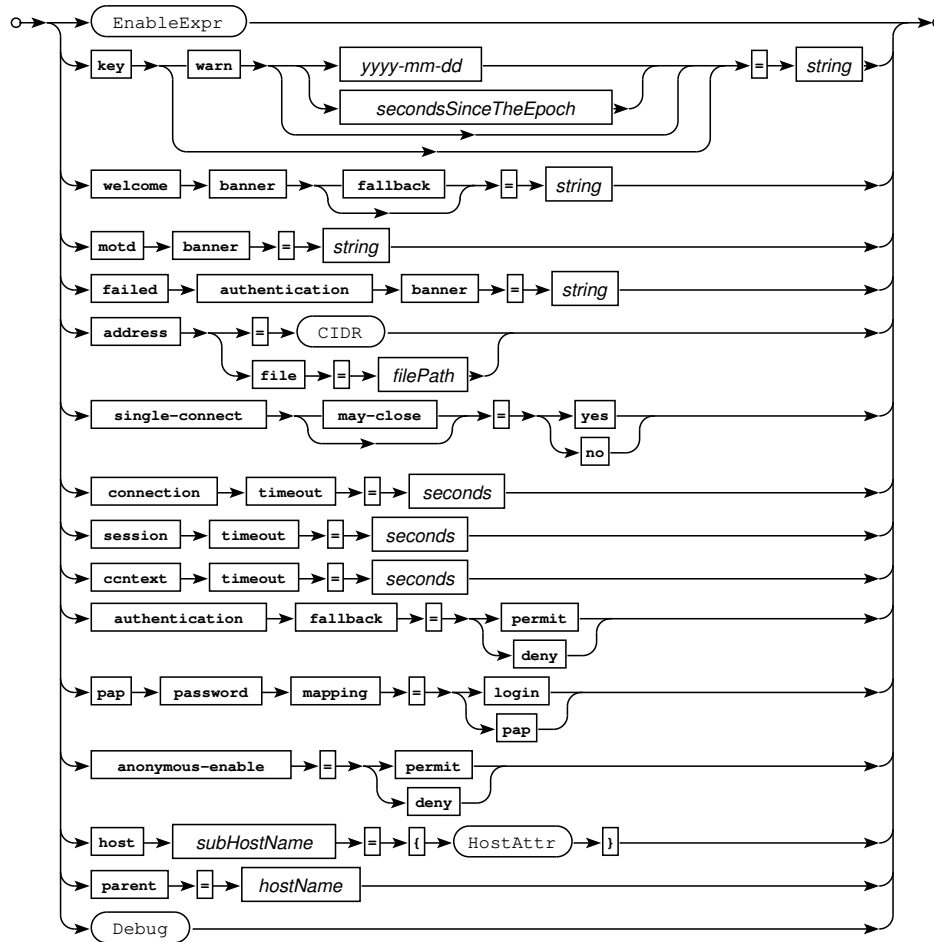 EnableExpr
key warn yyyy-mm-dd = string
secondsSinceTheEpoch
welcome banner fallback = string
motd banner = string
failed authentication banner = string
address = CIDR
file = filePath
single-connect may-close = yes
no
connection timeout = seconds
session timeout = seconds
ccntext timeout = seconds
authentication fallback = permit
deny
pap password mapping = login
pap
anonymous-enable = permit
deny
host subHostName = { HostAttr }
parent = hostName
Debug